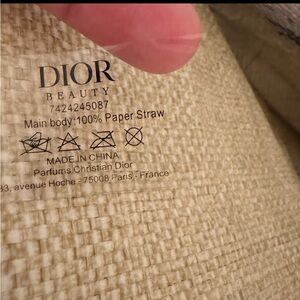 DIOR
BEAUTY
7424245087
Main body:100% Paper Straw
MADE IN CHINA
Parfums Christian Dior
33, avenue Hoche - 75008 Paris - France